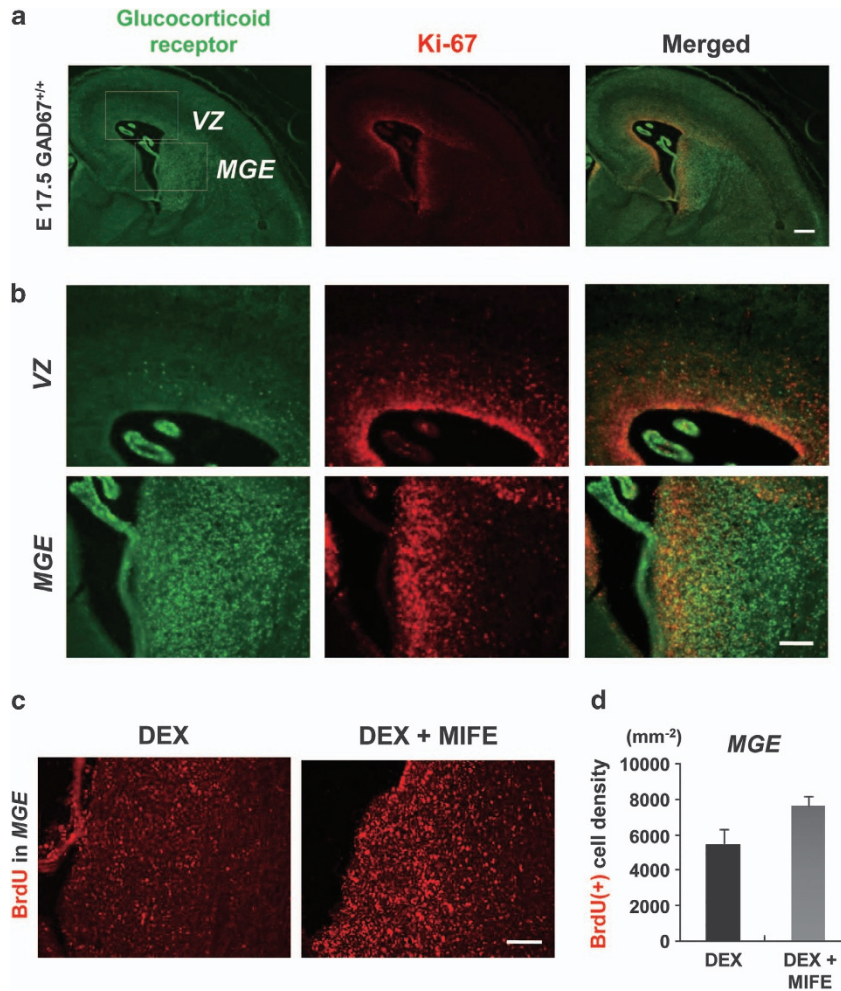 a
Glucocorticoid
receptor
Ki-67
Merged
E 17.5 GAD67+/+
VZ
MGE
b
VZ
MGE
c
DEX
DEX + MIFE
BrdU in MGE
d
(mm-2)
MGE
BrdU(+) cell density
10000
8000
6000
4000
2000
0
DEX
DEX +
MIFE